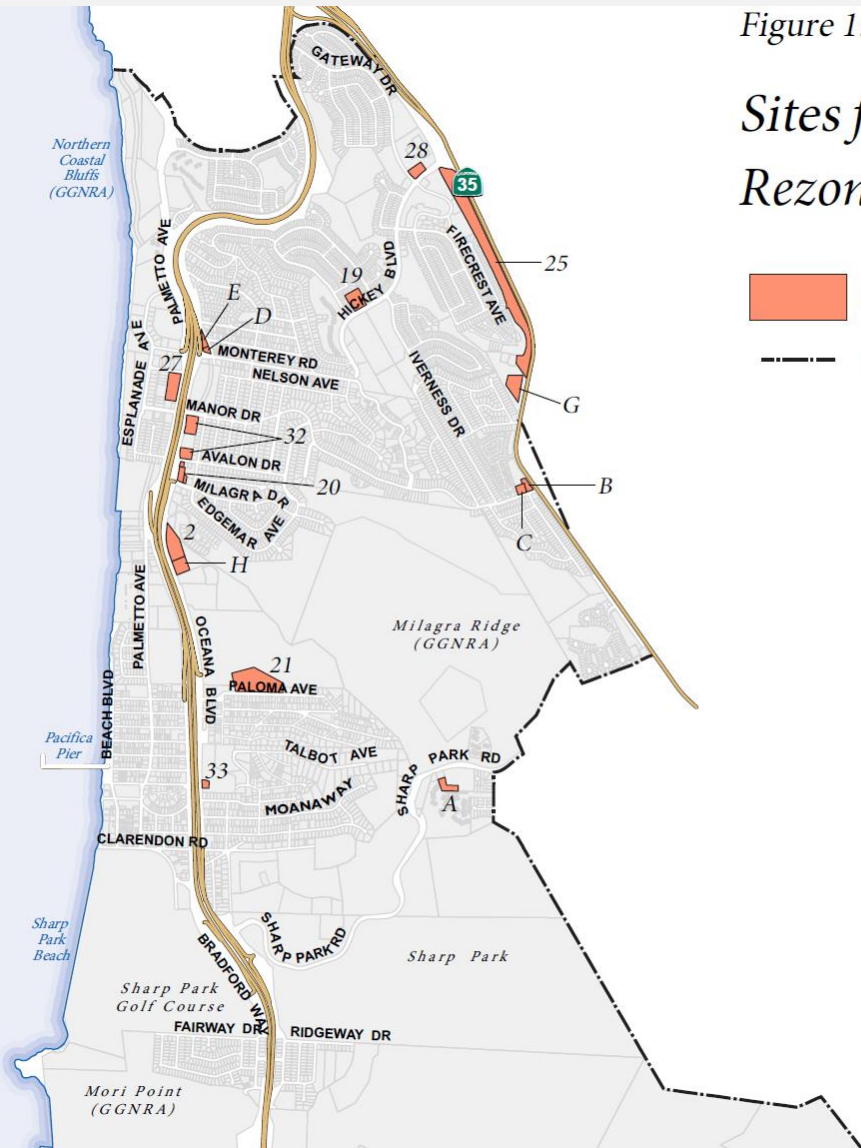 Figure 1
Sites f
Rezon
GATEWAY DR
Northern
Coastal
Bluffs
(GGNRA)
28
35
PALMETTO AVE
FIRECREST AVE
25
19
HICKEY BLVD
E
D
ESPLANADE AVE
MONTEREY RD
27
NELSON AVE
IVERNESS DR
G
MANOR DR
32
AVALON DR
20
B
MILAGRA DR
EDGEMAR AVE
C
2
H
PALMETTO AVE
OCEANA BLVD
Milagra Ridge
(GGNRA)
21
PALOMA AVE
BEACH BLVD
Pacifica
Pier
TALBOT AVE
SHARP PARK RD
33
MOANAWAY
A
CLARENDON RD
Sharp
Park
Beach
SHARP PARK RD
BRADFORD WAY
Sharp Park
Sharp Park
Golf Course
FAIRWAY DR
RIDGEWAY DR
Mori Point
(GGNRA)